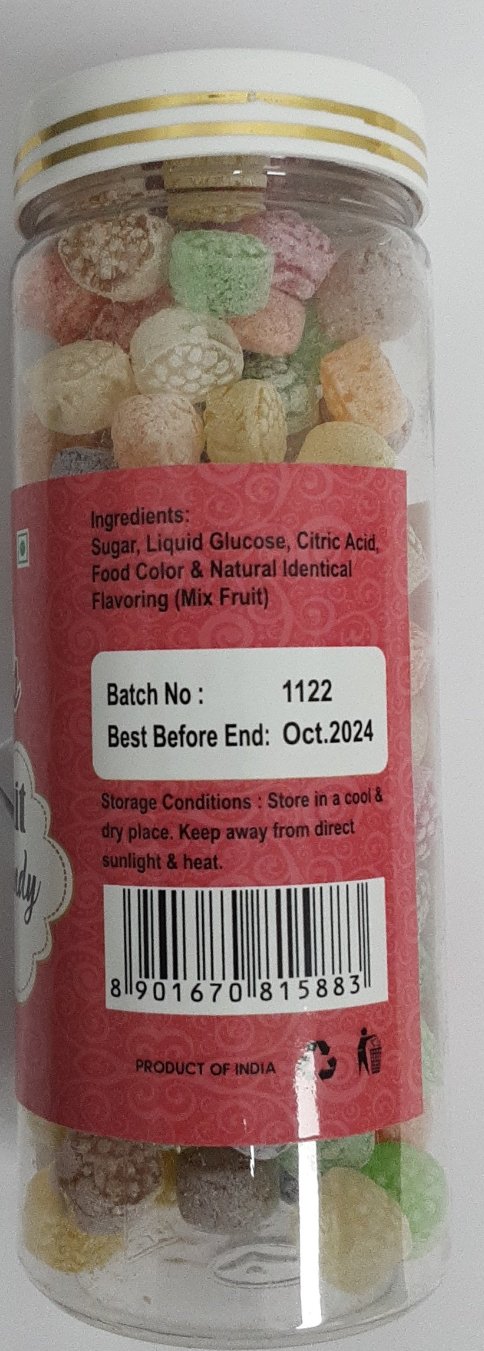 Ingredients:
Sugar, Liquid Glucose, Citric Acid,
Food Color & Natural Identical
Flavoring (Mix Fruit)
Batch No : 1122
Best Before End: Oct.2024
Storage Conditions : Store in a cool &
dry place. Keep away from direct
sunlight & heat.
8 901670 815883
PRODUCT OF INDIA